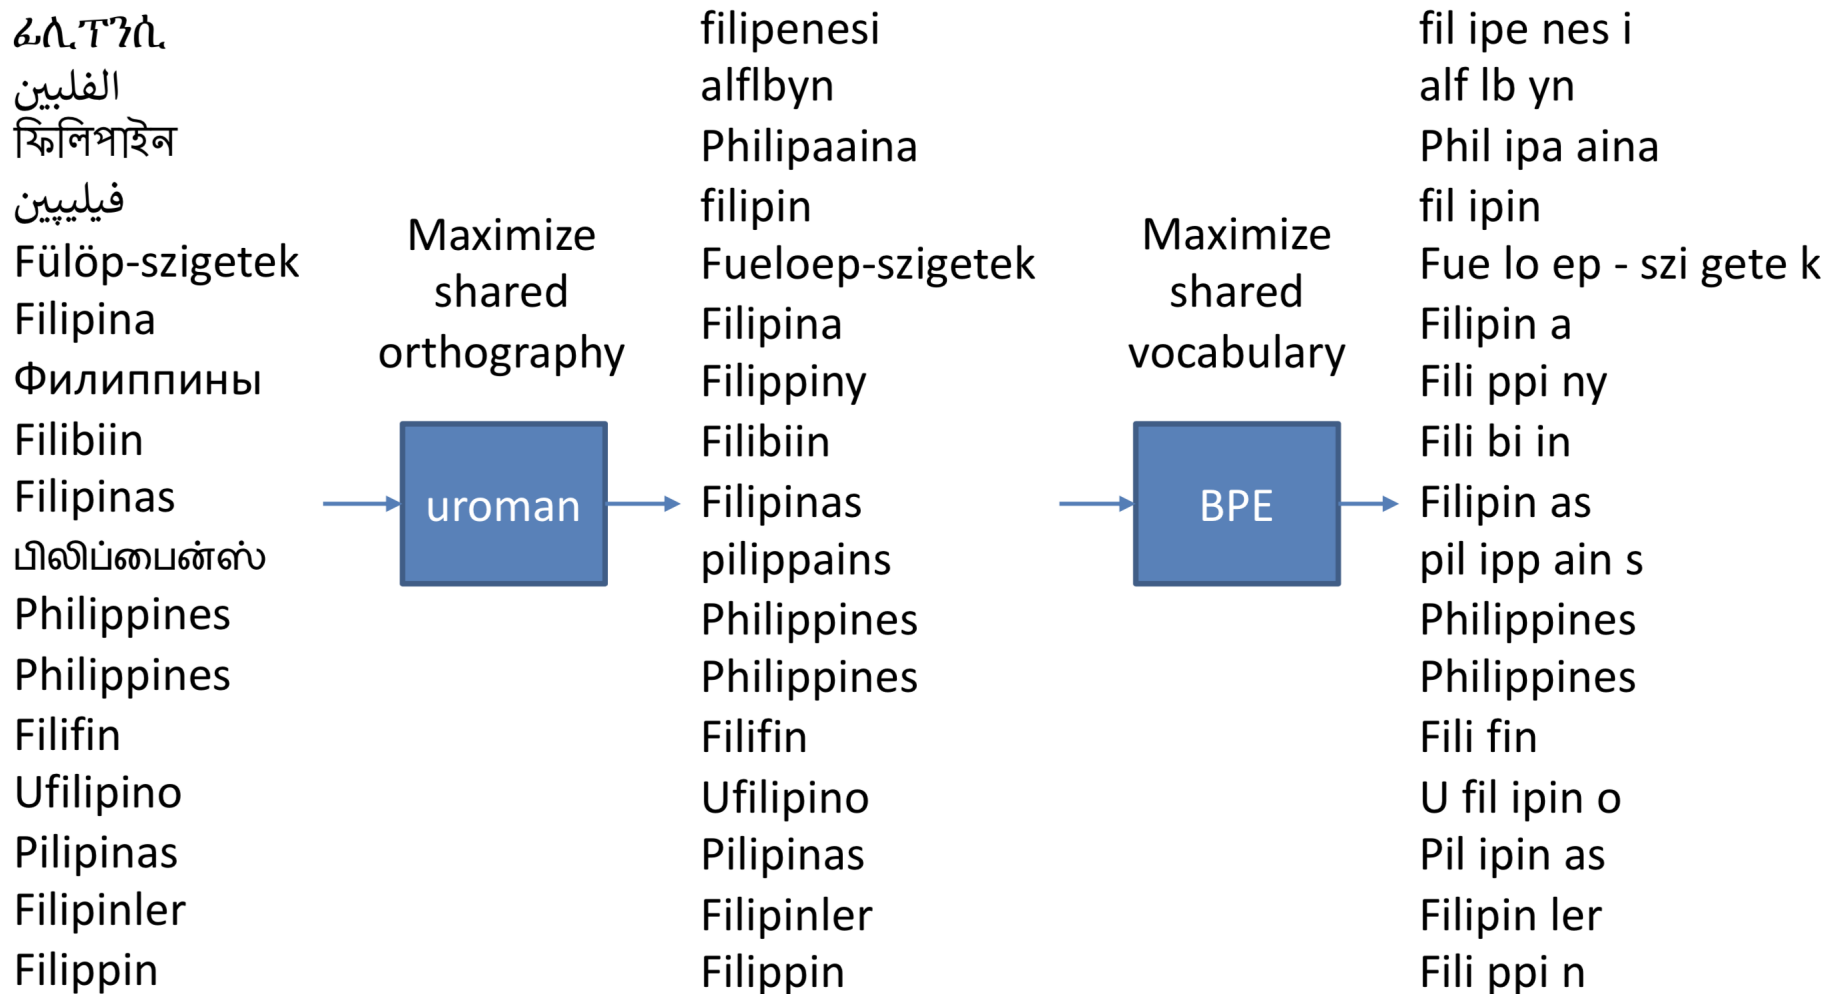 ፊሊፕንሲ
الفلبين
ফিলিপাইন
فیلیپین
Fülöp-szigetek
Filipina
Филиппины
Filibiin
Filipinas
பிலிப்பைன்ஸ்
Philippines
Philippines
Filifin
Ufilipino
Pilipinas
Filipinler
Filippin
Maximize
shared
orthography
uroman
filipenesi
alflbyn
Philipaaina
filipin
Fueloep-szigetek
Filipina
Filippiny
Filibiin
Filipinas
pilippains
Philippines
Philippines
Filifin
Ufilipino
Pilipinas
Filipinler
Filippin
Maximize
shared
vocabulary
BPE
fil ipe nes i
alf lb yn
Phil ipa aina
fil ipin
Fue lo ep - szi gete k
Filipin a
Fili ppi ny
Fili bi in
Filipin as
pil ipp ain s
Philippines
Philippines
Fili fin
U fil ipin o
Pil ipin as
Filipin ler
Fili ppi n